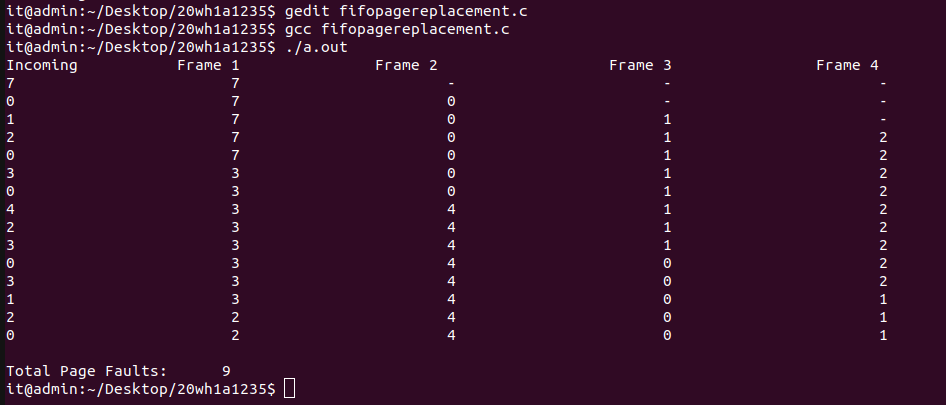 it@admin:~/Desktop/20wh1a1235$ gedit fifopagereplacement.c
it@admin:~/Desktop/20wh1a1235$ gcc fifopagereplacement.c
it@admin:~/Desktop/20wh1a1235$ ./a.out
Incoming Frame 1 Frame 2 Frame 3 Frame 4
7 7 - - -
0 7 0 - -
1 7 0 1 -
2 7 0 1 2
0 7 0 1 2
3 3 0 1 2
0 3 0 1 2
4 3 4 1 2
2 3 4 1 2
3 3 4 1 2
0 3 4 0 2
3 3 4 0 2
1 3 4 0 1
2 2 4 0 1
0 2 4 0 1
Total Page Faults: 9
it@admin:~/Desktop/20wh1a1235$